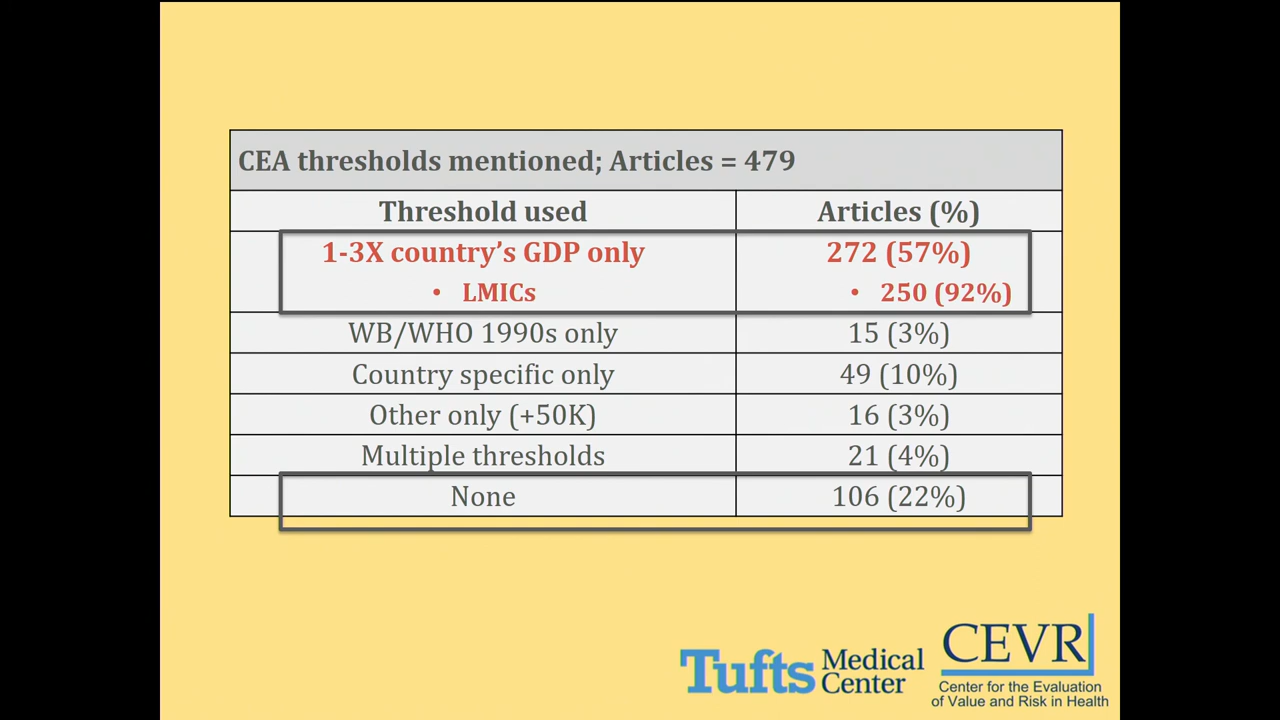 CEA thresholds mentioned; Articles = 479
Threshold used Articles (%)
1-3X country's GDP only 272 (57%)
• LMICs • 250 (92%)
WB/WHO 1990s only 15 (3%)
Country specific only 49 (10%)
Other only (+50K) 16 (3%)
Multiple thresholds 21 (4%)
None 106 (22%)
Tufts Medical Center
CEVR
Center for the Evaluation
of Value and Risk in Health